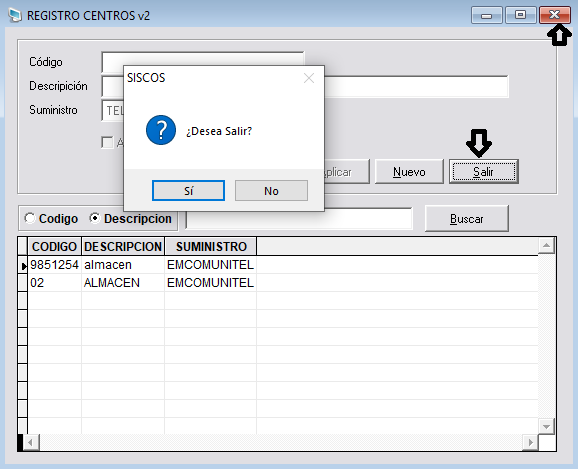 REGISTRO CENTROS v2
Código
Descripición
Suministro
TEL
A
SISCOS
¿Desea Salir?
Sí No
plicar Nuevo Salir
Codigo Descripcion Buscar
CODIGO DESCRIPCION SUMINISTRO
9851254 almacen EMCOMUNITEL
02 ALMACEN EMCOMUNITEL